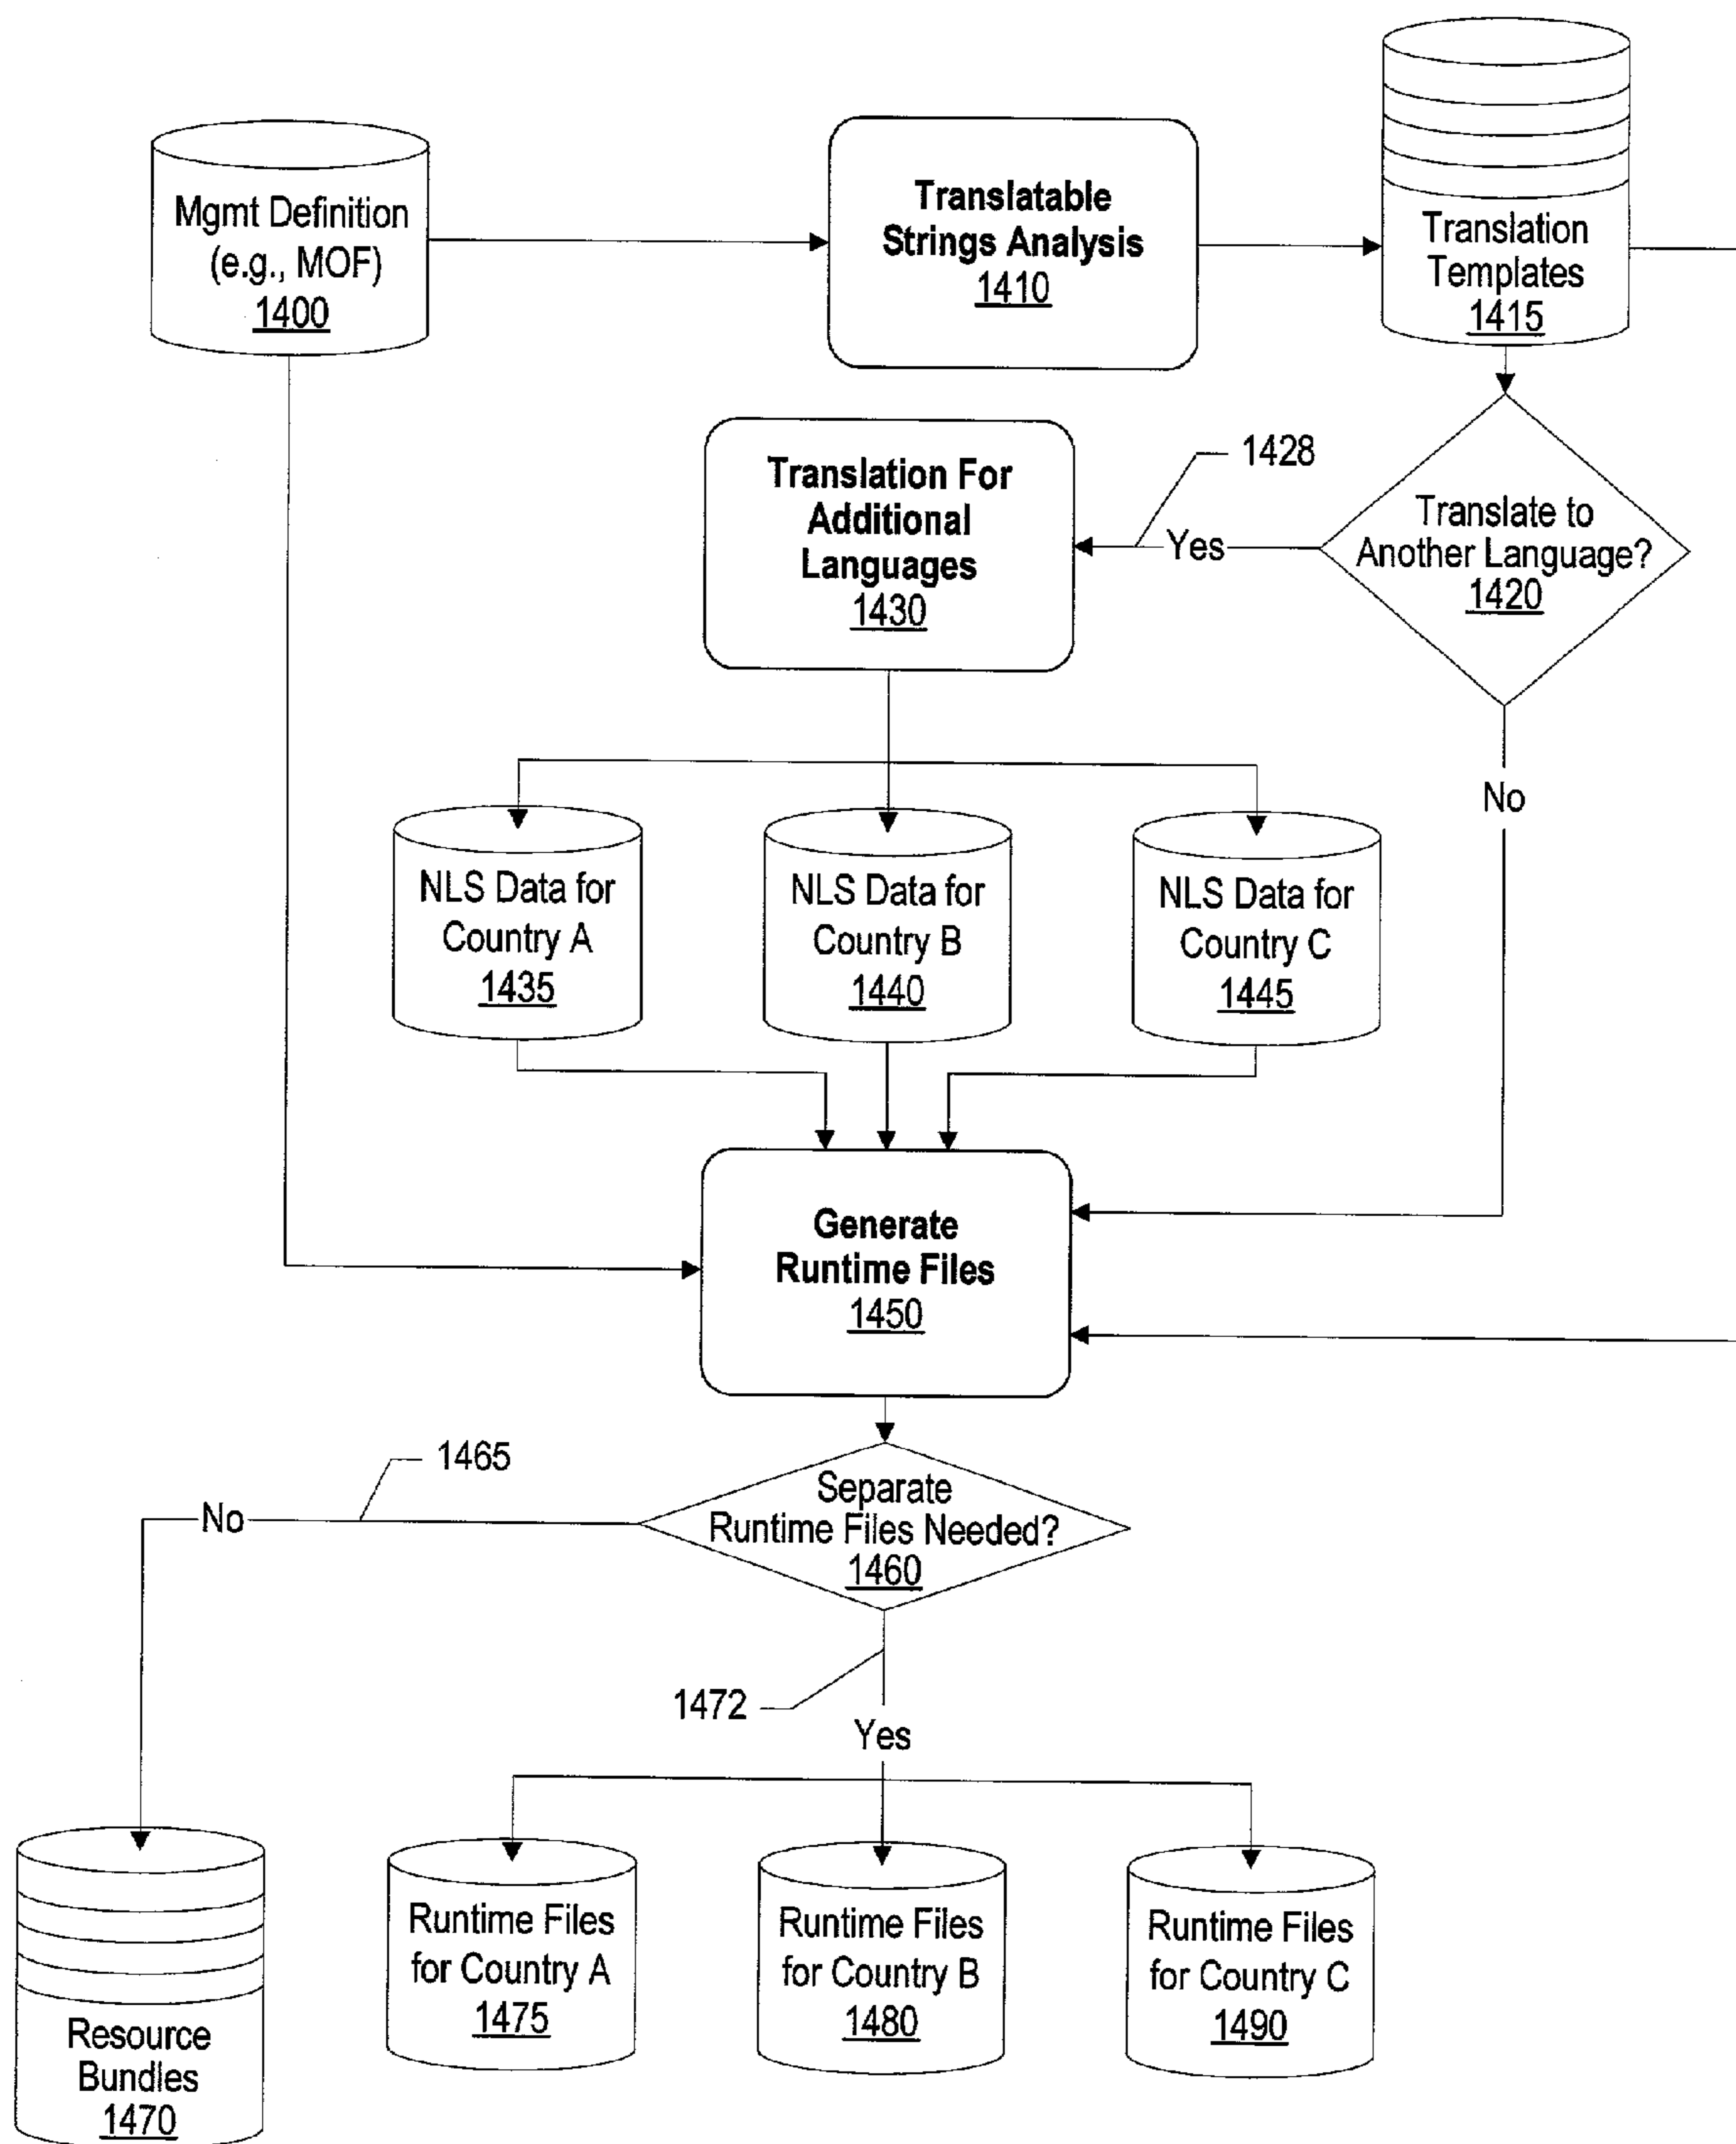 Mgmt Definition
(e.g., MOF)
1400
Translatable
Strings Analysis
1410
Translation
Templates
1415
Translation For
Additional
Languages
1430
1428
Yes
Translate to
Another Language?
1420
No
NLS Data for
Country A
1435
NLS Data for
Country B
1440
NLS Data for
Country C
1445
Generate
Runtime Files
1450
1465
No
Separate
Runtime Files Needed?
1460
1472
Yes
Resource
Bundles
1470
Runtime Files
for Country A
1475
Runtime Files
for Country B
1480
Runtime Files
for Country C
1490